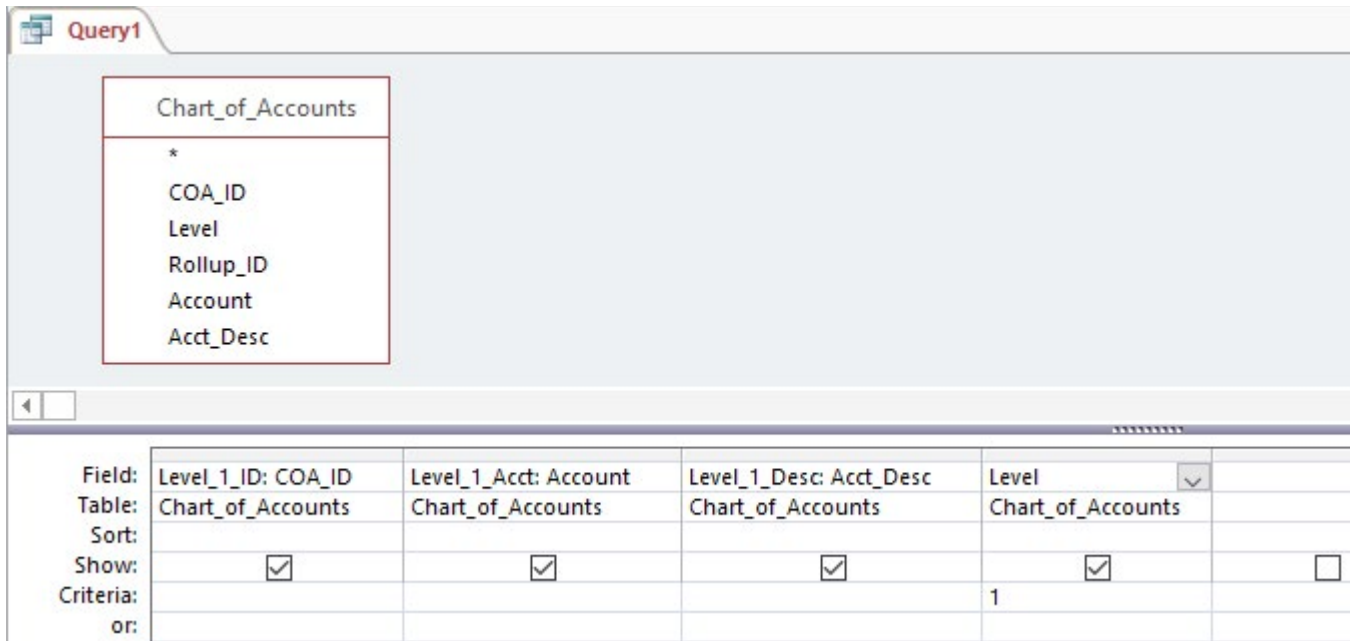 Query1
Chart_of_Accounts
*
COA_ID
Level
Rollup_ID
Account
Acct_Desc
Field: Level_1_ID: COA_ID Level_1_Acct: Account Level_1_Desc: Acct_Desc Level
Table: Chart_of_Accounts Chart_of_Accounts Chart_of_Accounts Chart_of_Accounts
Sort:
Show:
Criteria: 1
or: